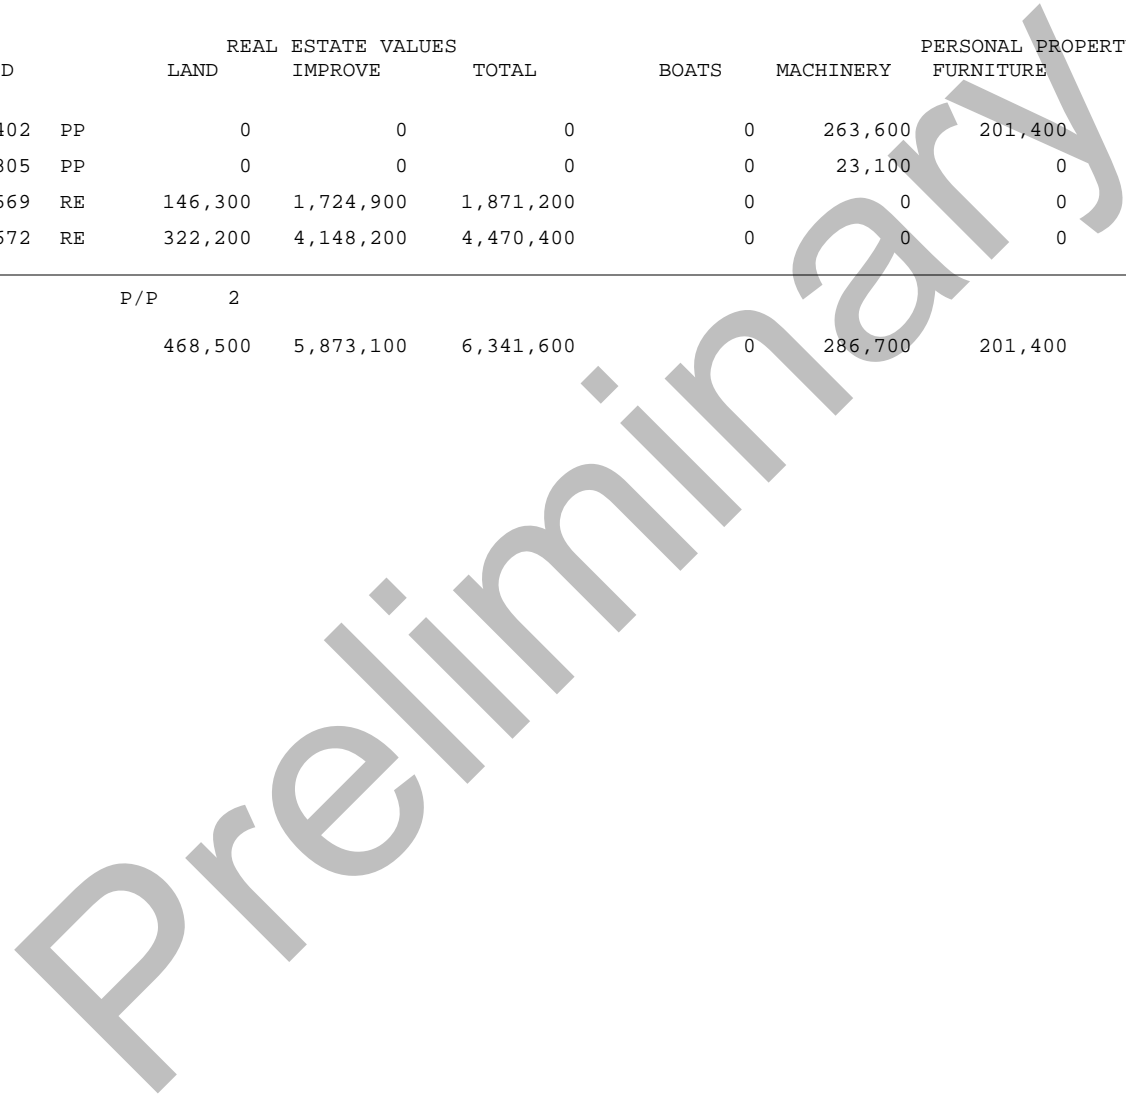 REAL ESTATE VALUES PERSONAL PROPERT
D LAND IMPROVE TOTAL BOATS MACHINERY FURNITURE
402 PP 0 0 0 0 263,600 201,400
305 PP 0 0 0 0 23,100 0
569 RE 146,300 1,724,900 1,871,200 0 0 0
572 RE 322,200 4,148,200 4,470,400 0 0 0
P/P 2
468,500 5,873,100 6,341,600 0 286,700 201,400
Preliminary